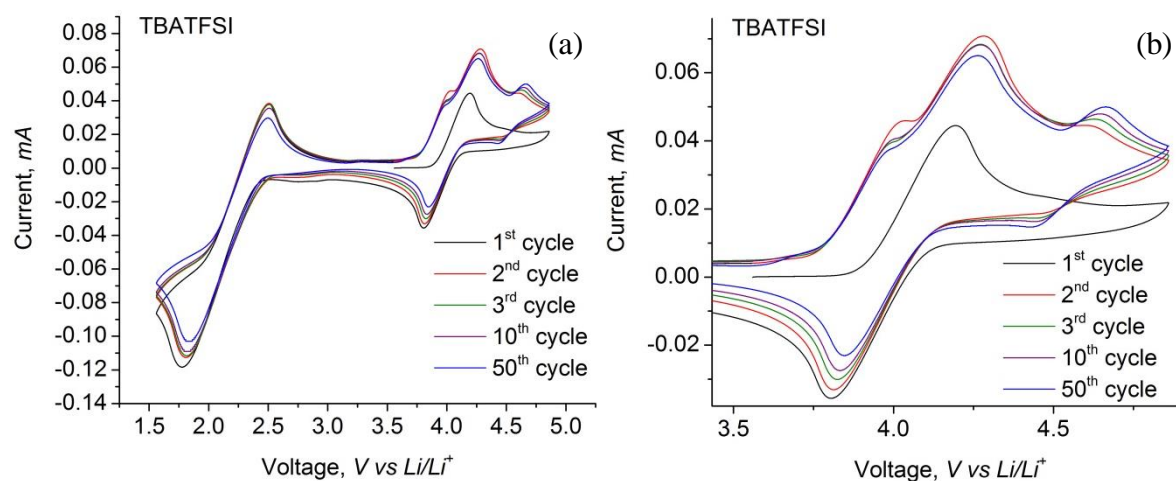 TBATFSI
(a)
0.10
0.08
0.06
0.04
0.02
0.00
-0.02
-0.04
-0.06
-0.08
-0.10
-0.12
-0.14
Current, mA
1st cycle
2nd cycle
3rd cycle
10th cycle
50th cycle
1.5 2.0 2.5 3.0 3.5 4.0 4.5 5.0
Voltage, V vs Li/Li+
TBATFSI
(b)
0.06
0.04
0.02
0.00
-0.02
Current, mA
1st cycle
2nd cycle
3rd cycle
10th cycle
50th cycle
3.5 4.0 4.5
Voltage, V vs Li/Li+